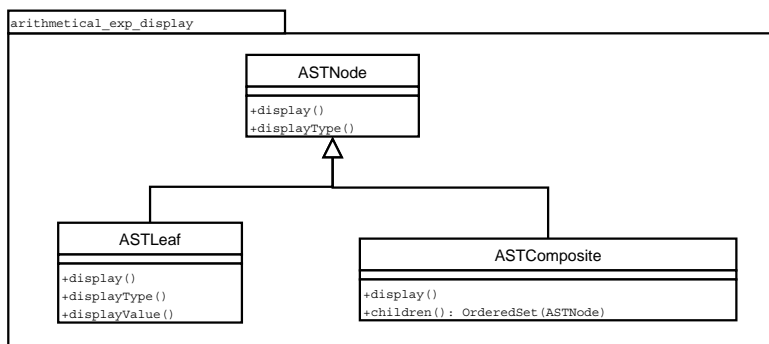 arithmetical_exp_display
ASTNode
+display()
+displayType()
ASTLeaf
+display()
+displayType()
+displayValue()
ASTComposite
+display()
+children(): OrderedSet(ASTNode)